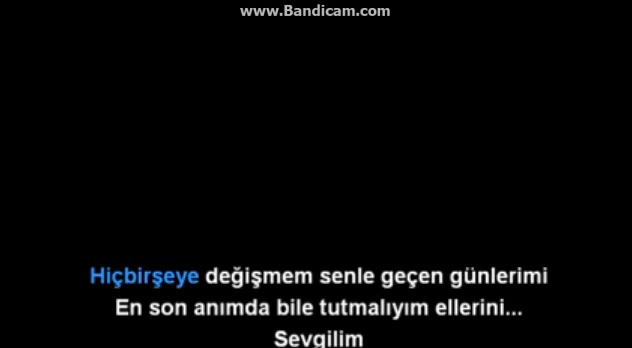 www.Bandicam.com
Hiçbirşeye değişmem senle geçen günlerimi
En son anımda bile tutmalıyım ellerini...
Sevgilim